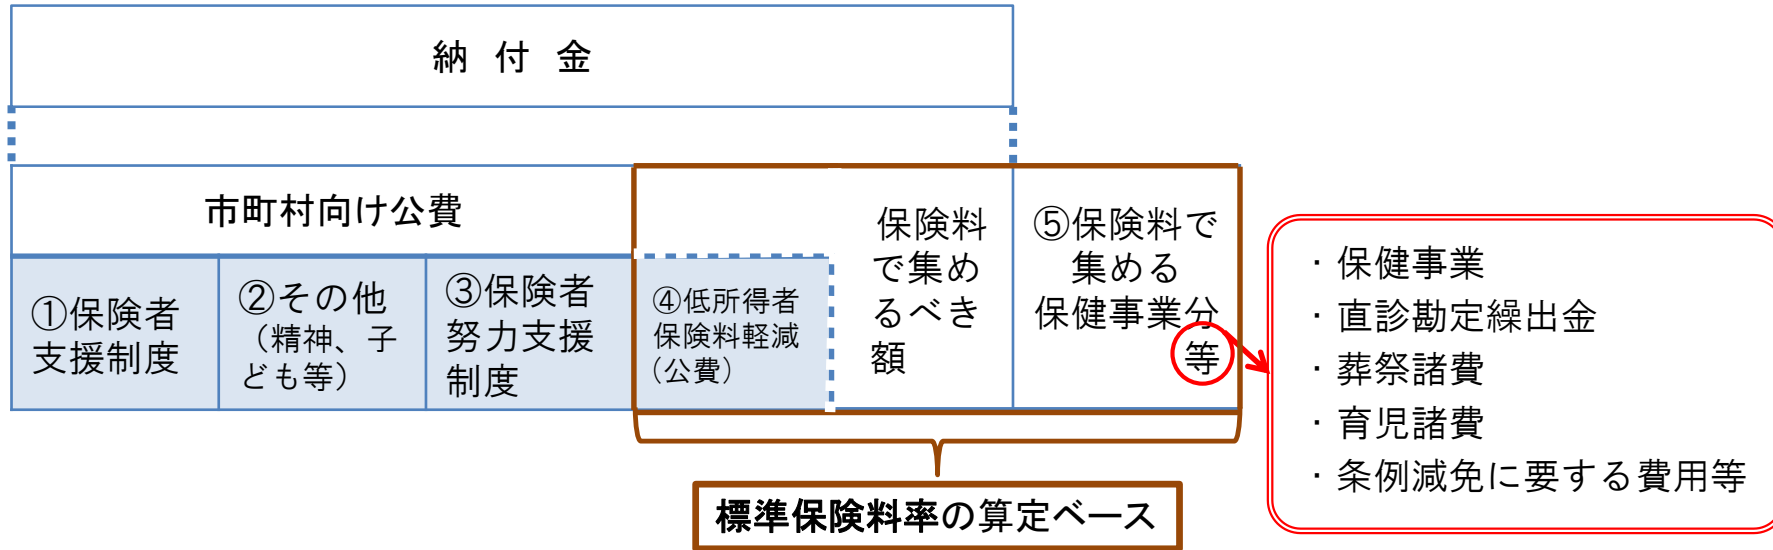 納 付 金
市町村向け公費
①保険者
支援制度
②その他
（精神、子
ども等）
③保険者
努力支援
制度
④低所得者
保険料軽減
（公費）
保険料
で集め
るべき
額
⑤保険料で
集める
保健事業分
等
・保健事業
・直診勘定繰出金
・葬祭諸費
・育児諸費
・条例減免に要する費用等
標準保険料率の算定ベース